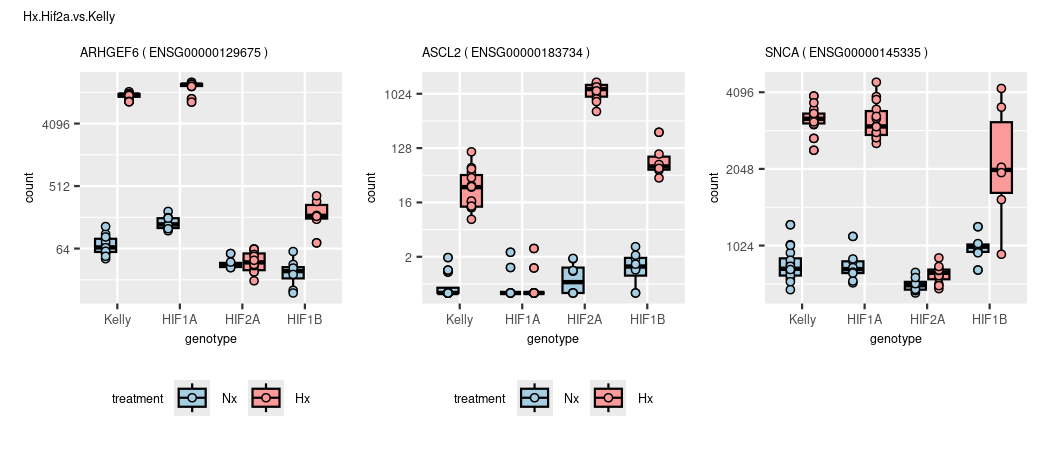 Hx.Hif2a.vs.Kelly
ARHGEF6 ( ENSG00000129675 )
4096
512
64
count
Kelly HIF1A HIF2A HIF1B
genotype
treatment Nx Hx
ASCL2 ( ENSG00000183734 )
1024
128
16
2
count
Kelly HIF1A HIF2A HIF1B
genotype
treatment Nx Hx
SNCA ( ENSG00000145335 )
4096
2048
1024
count
Kelly HIF1A HIF2A HIF1B
genotype